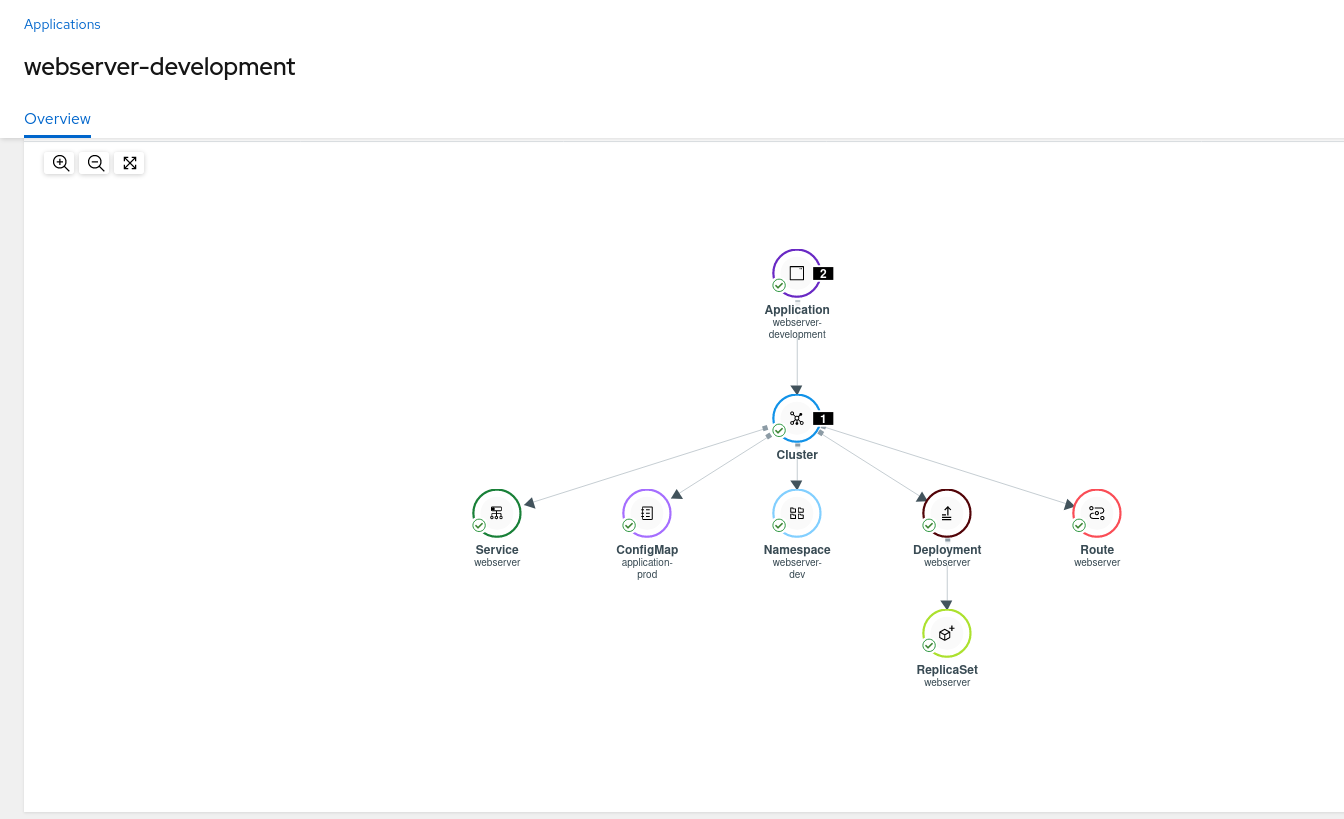 Applications
webserver-development
Overview
2
Application
webserver-
development
1
Cluster
Service
webserver
ConfigMap
application-
prod
Namespace
webserver-
dev
Deployment
webserver
Route
webserver
ReplicaSet
webserver